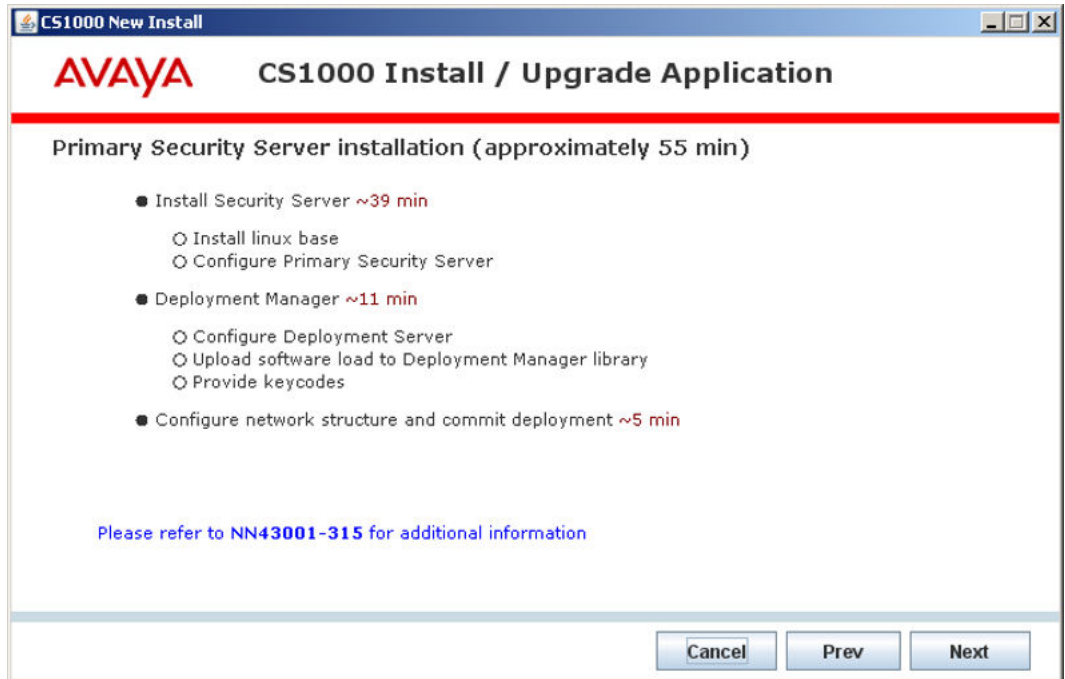 CS1000 New Install
AVAYA CS1000 Install / Upgrade Application
Primary Security Server installation (approximately 55 min)
Install Security Server ~39 min
Install linux base
Configure Primary Security Server
Deployment Manager ~11 min
Configure Deployment Server
Upload software load to Deployment Manager library
Provide keycodes
Configure network structure and commit deployment ~5 min
Please refer to NN43001-315 for additional information
Cancel Prev Next